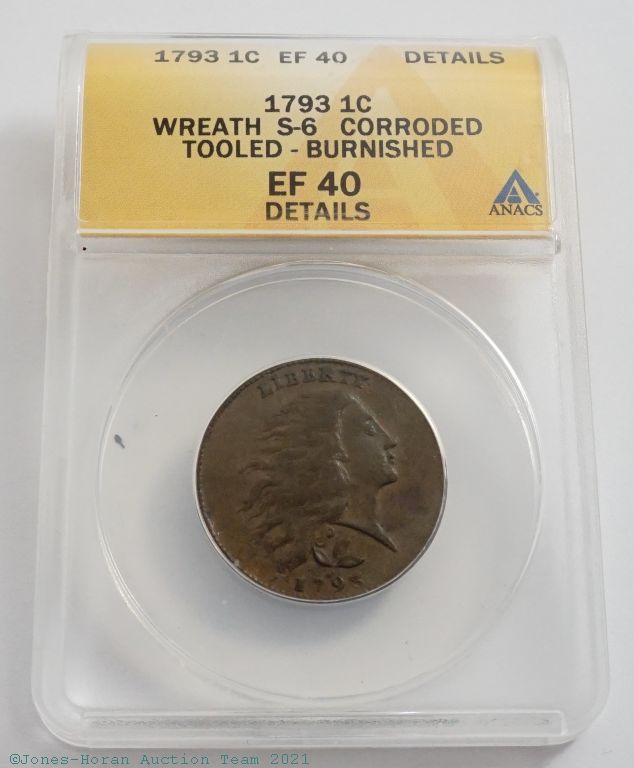 1793 1C EF 40 DETAILS
1793 1C
WREATH S-6 CORRODED
TOOLED - BURNISHED
EF 40
DETAILS
ANACS
LIBERTY
1793
©Jones-Horan Auction Team 2021